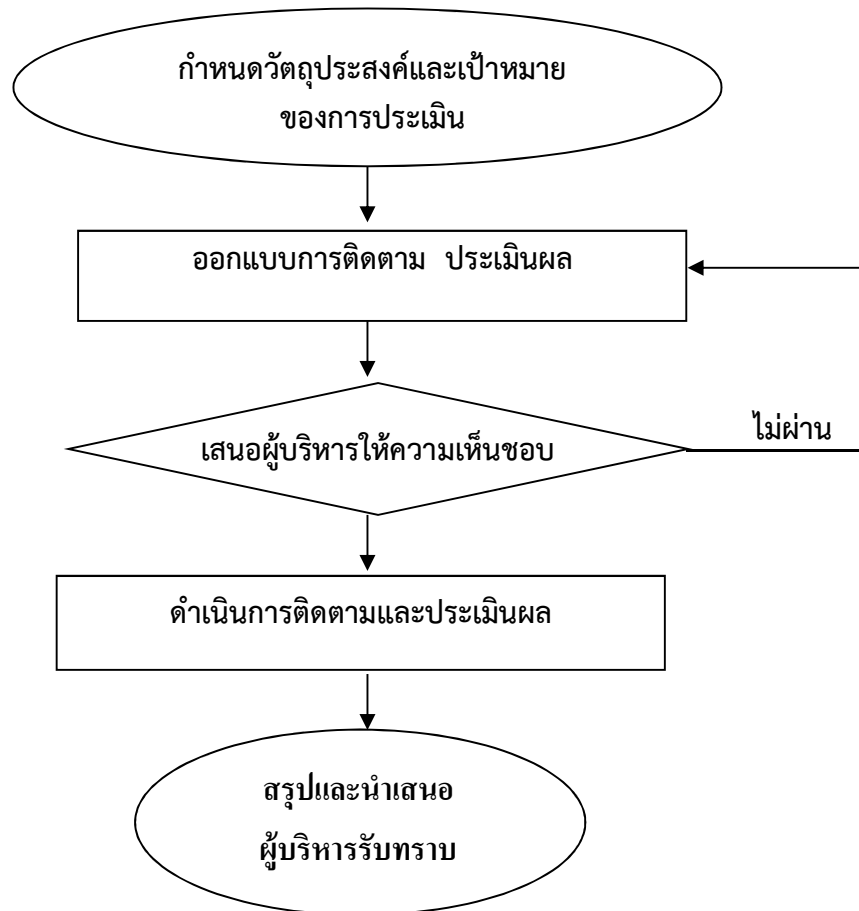 กำหนดวัตถุประสงค์และเป้าหมาย
ของการประเมิน
ออกแบบการติดตาม ประเมินผล
เสนอผู้บริหารให้ความเห็นชอบ
ไม่ผ่าน
ดำเนินการติดตามและประเมินผล
สรุปและนำเสนอ
ผู้บริหารรับทราบ